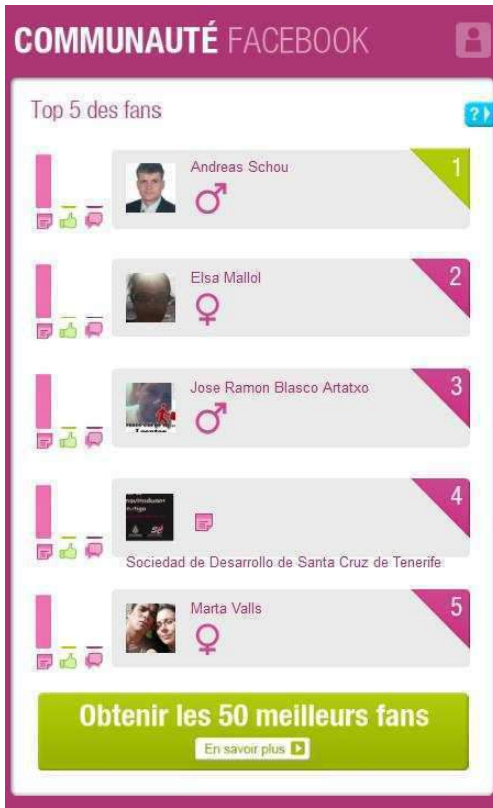 COMMUNAUTÉ FACEBOOK
Top 5 des fans
?
Andreas Schou
1
Elsa Mallol
2
Jose Ramon Blasco Artatxo
3
4
Sociedad de Desarrollo de Santa Cruz de Tenerife
Marta Valls
5
Obtenir les 50 meilleurs fans
En savoir plus